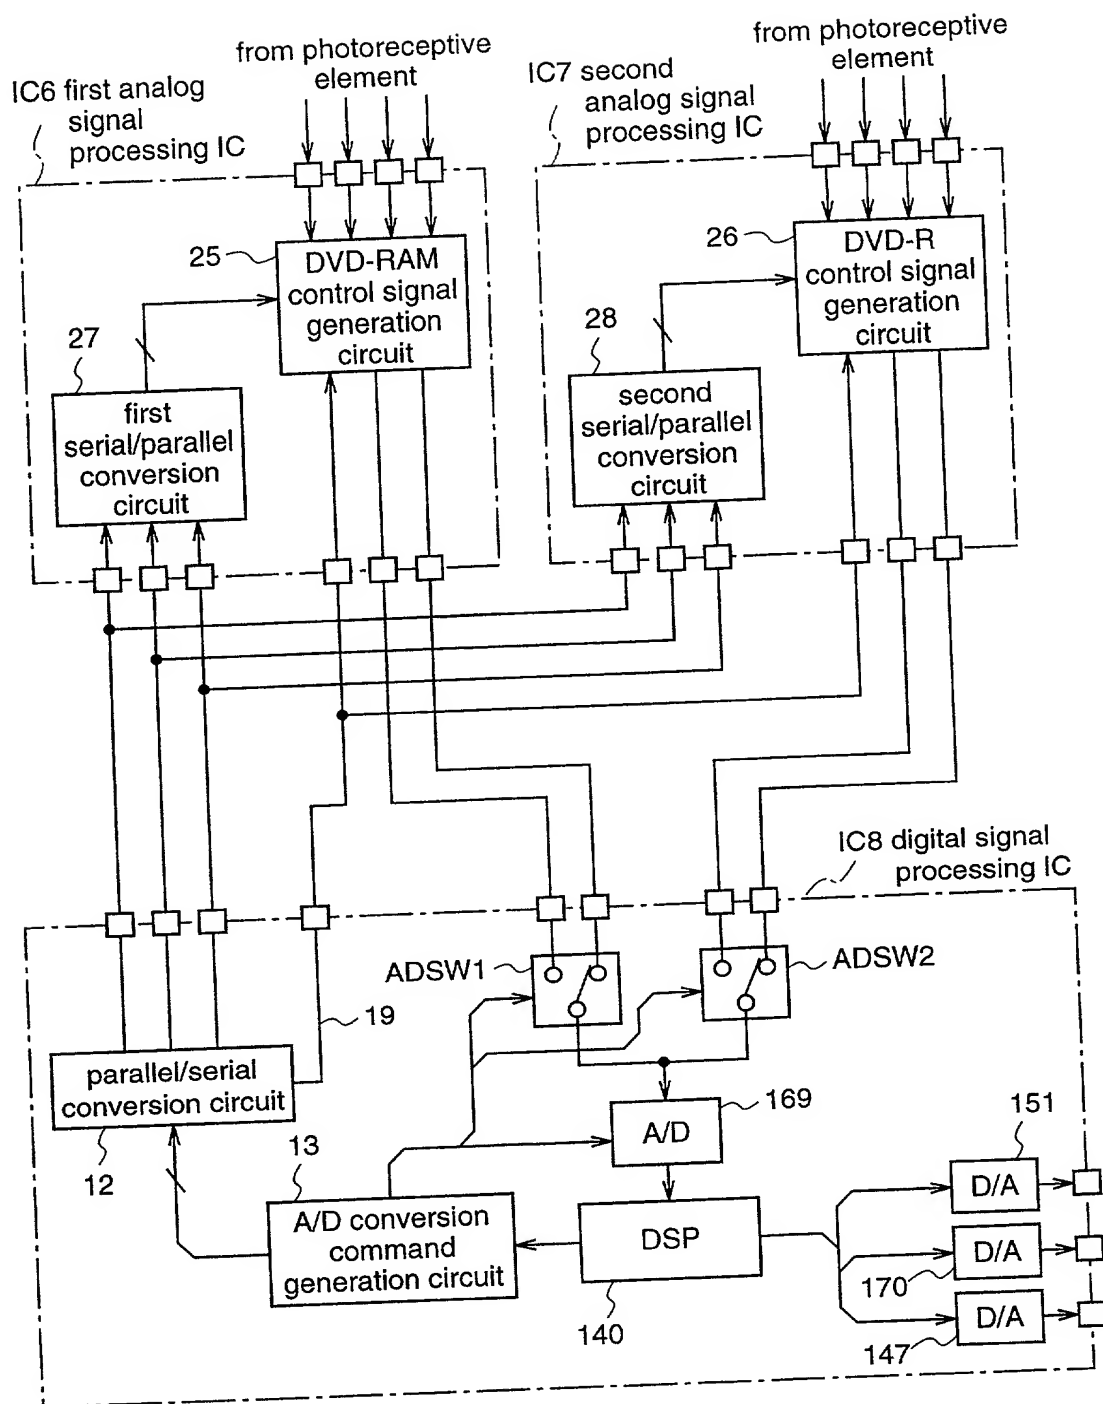 from photoreceptive
element
from photoreceptive
element
IC6 first analog
signal
processing IC
IC7 second
analog signal
processing IC
25
DVD-RAM
control signal
generation
circuit
26
DVD-R
control signal
generation
circuit
27
first
serial/parallel
conversion
circuit
28
second
serial/parallel
conversion
circuit
IC8 digital signal
processing IC
ADSW1
ADSW2
19
parallel/serial
conversion circuit
12
169
A/D
13
A/D conversion
command
generation circuit
DSP
140
151
D/A
D/A
170
D/A
147